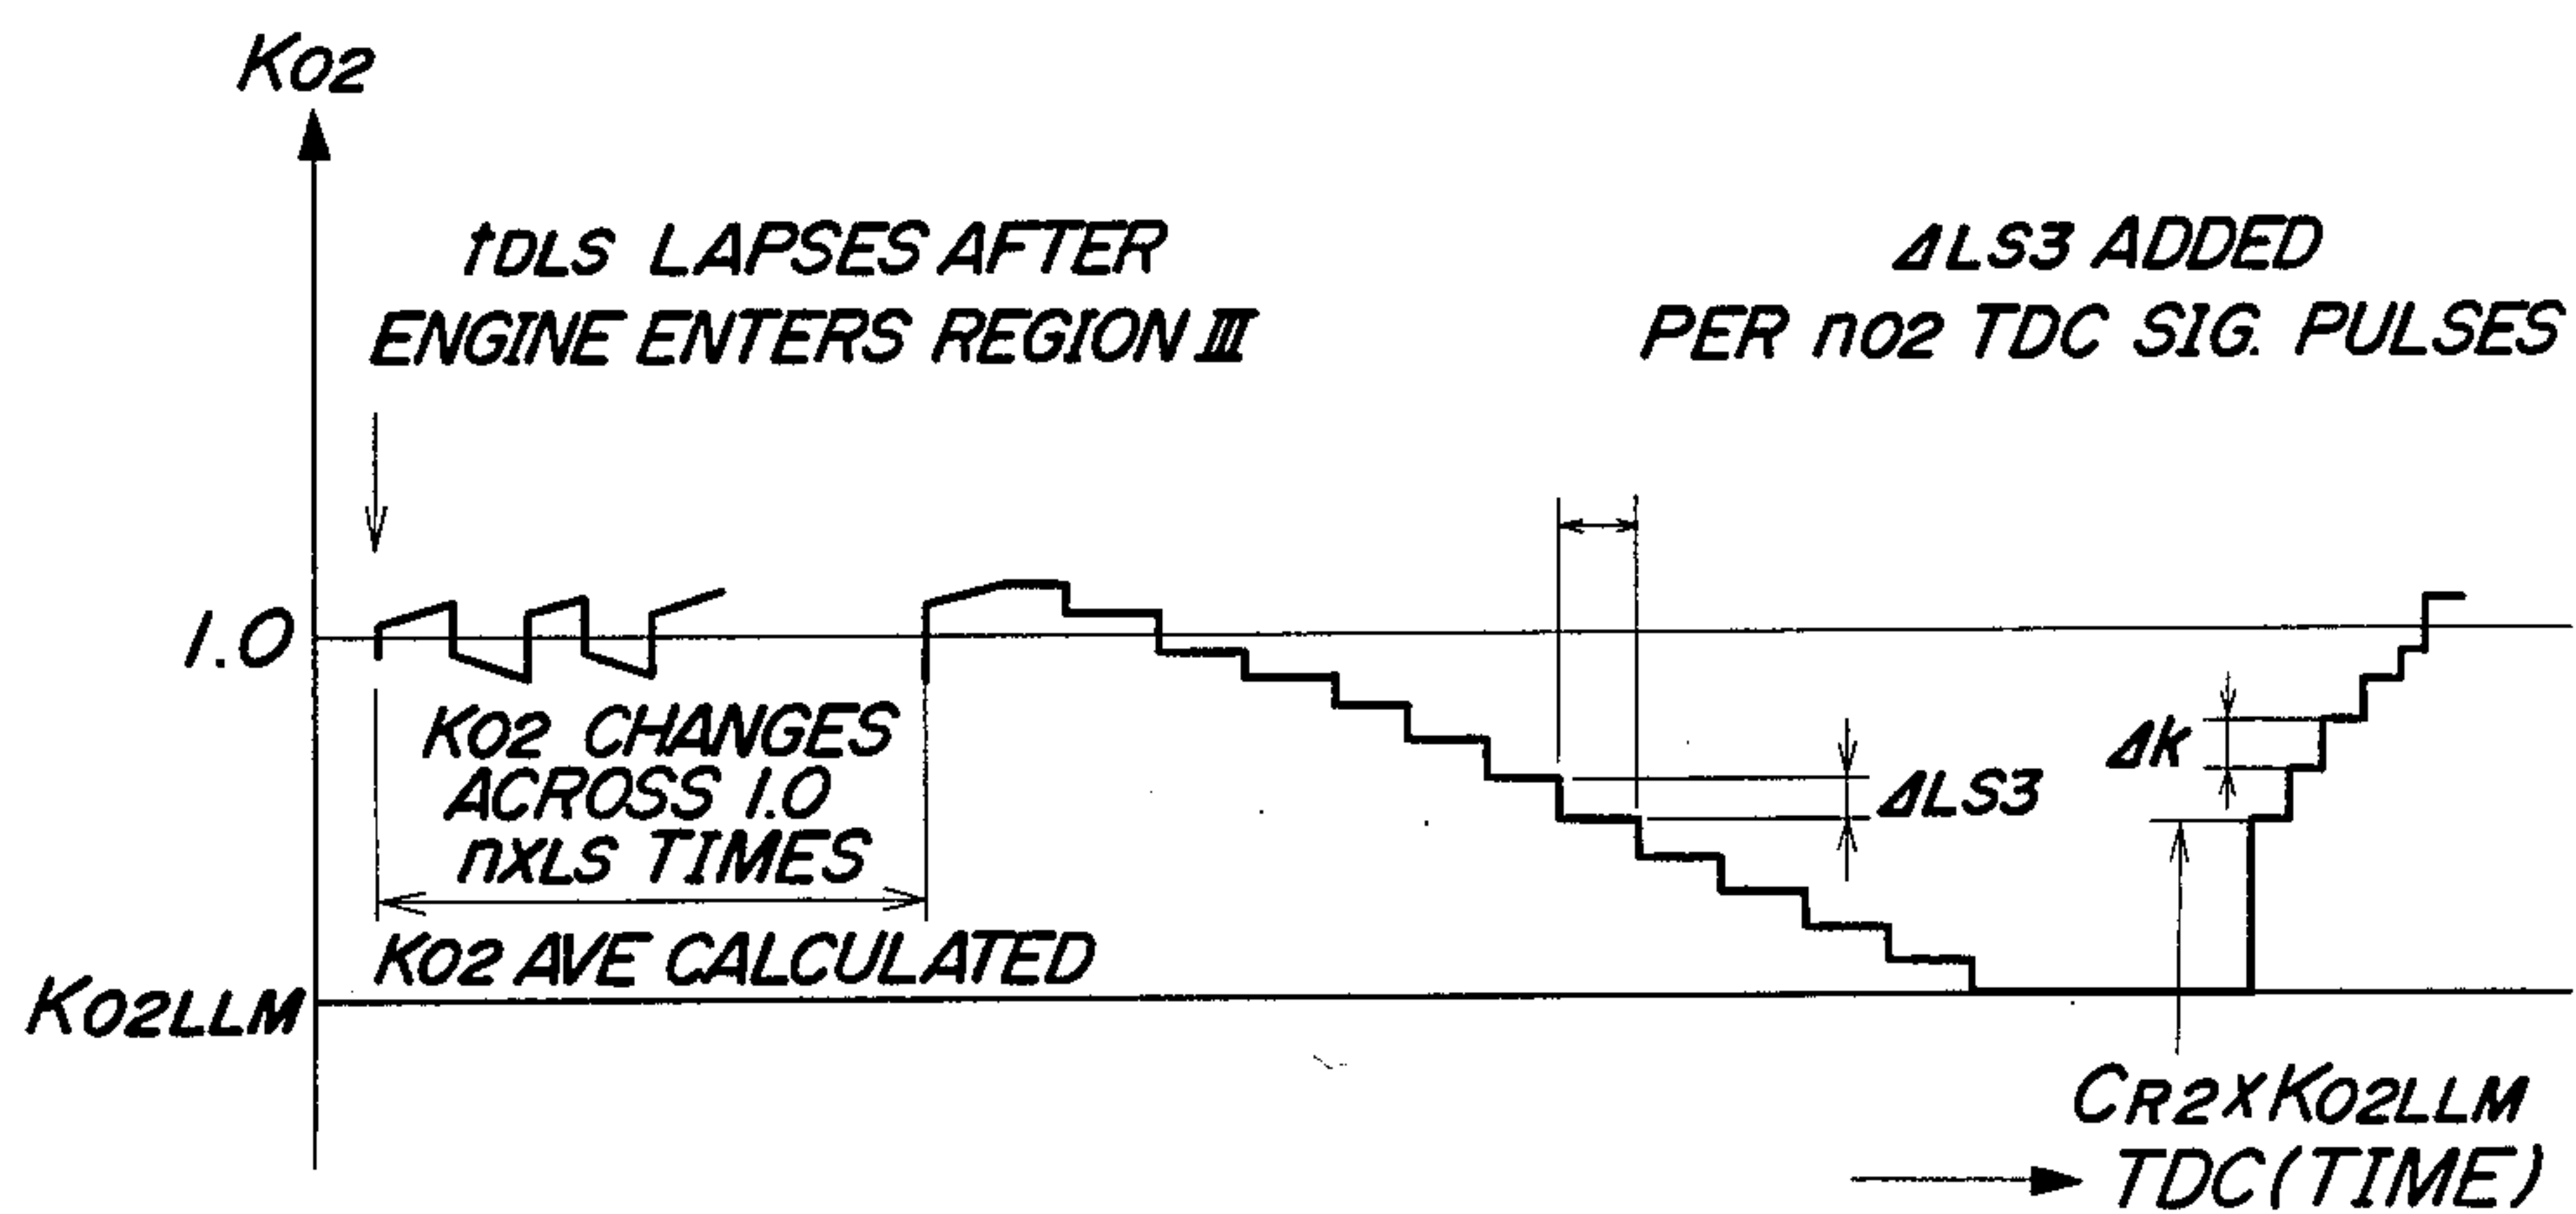 KO2
tDLS LAPSES AFTER
ENGINE ENTERS REGION III
ΔLS3 ADDED
PER nO2 TDC SIG. PULSES
1.0
KO2 CHANGES
ACROSS 1.0
nXLS TIMES
Δk
ΔLS3
KO2 AVE CALCULATED
KO2LLM
CR2XKO2LLM
TDC(TIME)